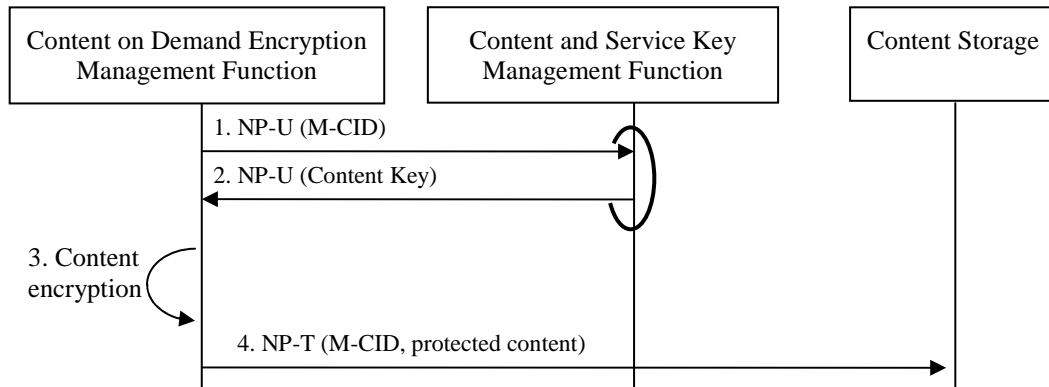 Content on Demand Encryption
Management Function
Content and Service Key
Management Function
Content Storage
1. NP-U (M-CID)
2. NP-U (Content Key)
3. Content
encryption
4. NP-T (M-CID, protected content)